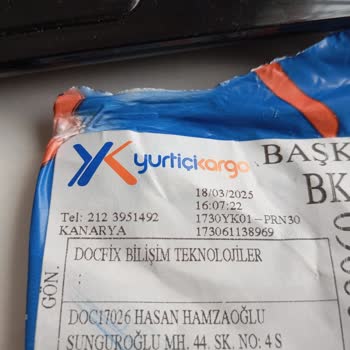 yurtiçikargo
BAŞK
BK
18/03/2025
16:07:22
Tel: 212 3951492
1730YK01-PRN30
KANARYA
173061138969
GÖN.
DOCFİX BİLİŞİM TEKNOLOJİLER
:
DOC17026 HASAN HAMZAOĞLU
SUNGUROĞLU MH. 44. SK. NO: 4 S